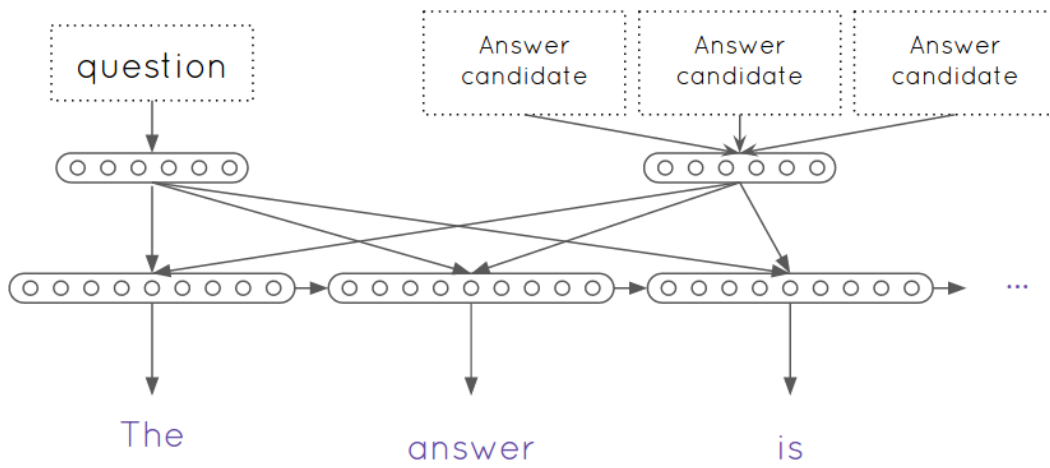 question
Answer
candidate
Answer
candidate
Answer
candidate
...
The
answer
is